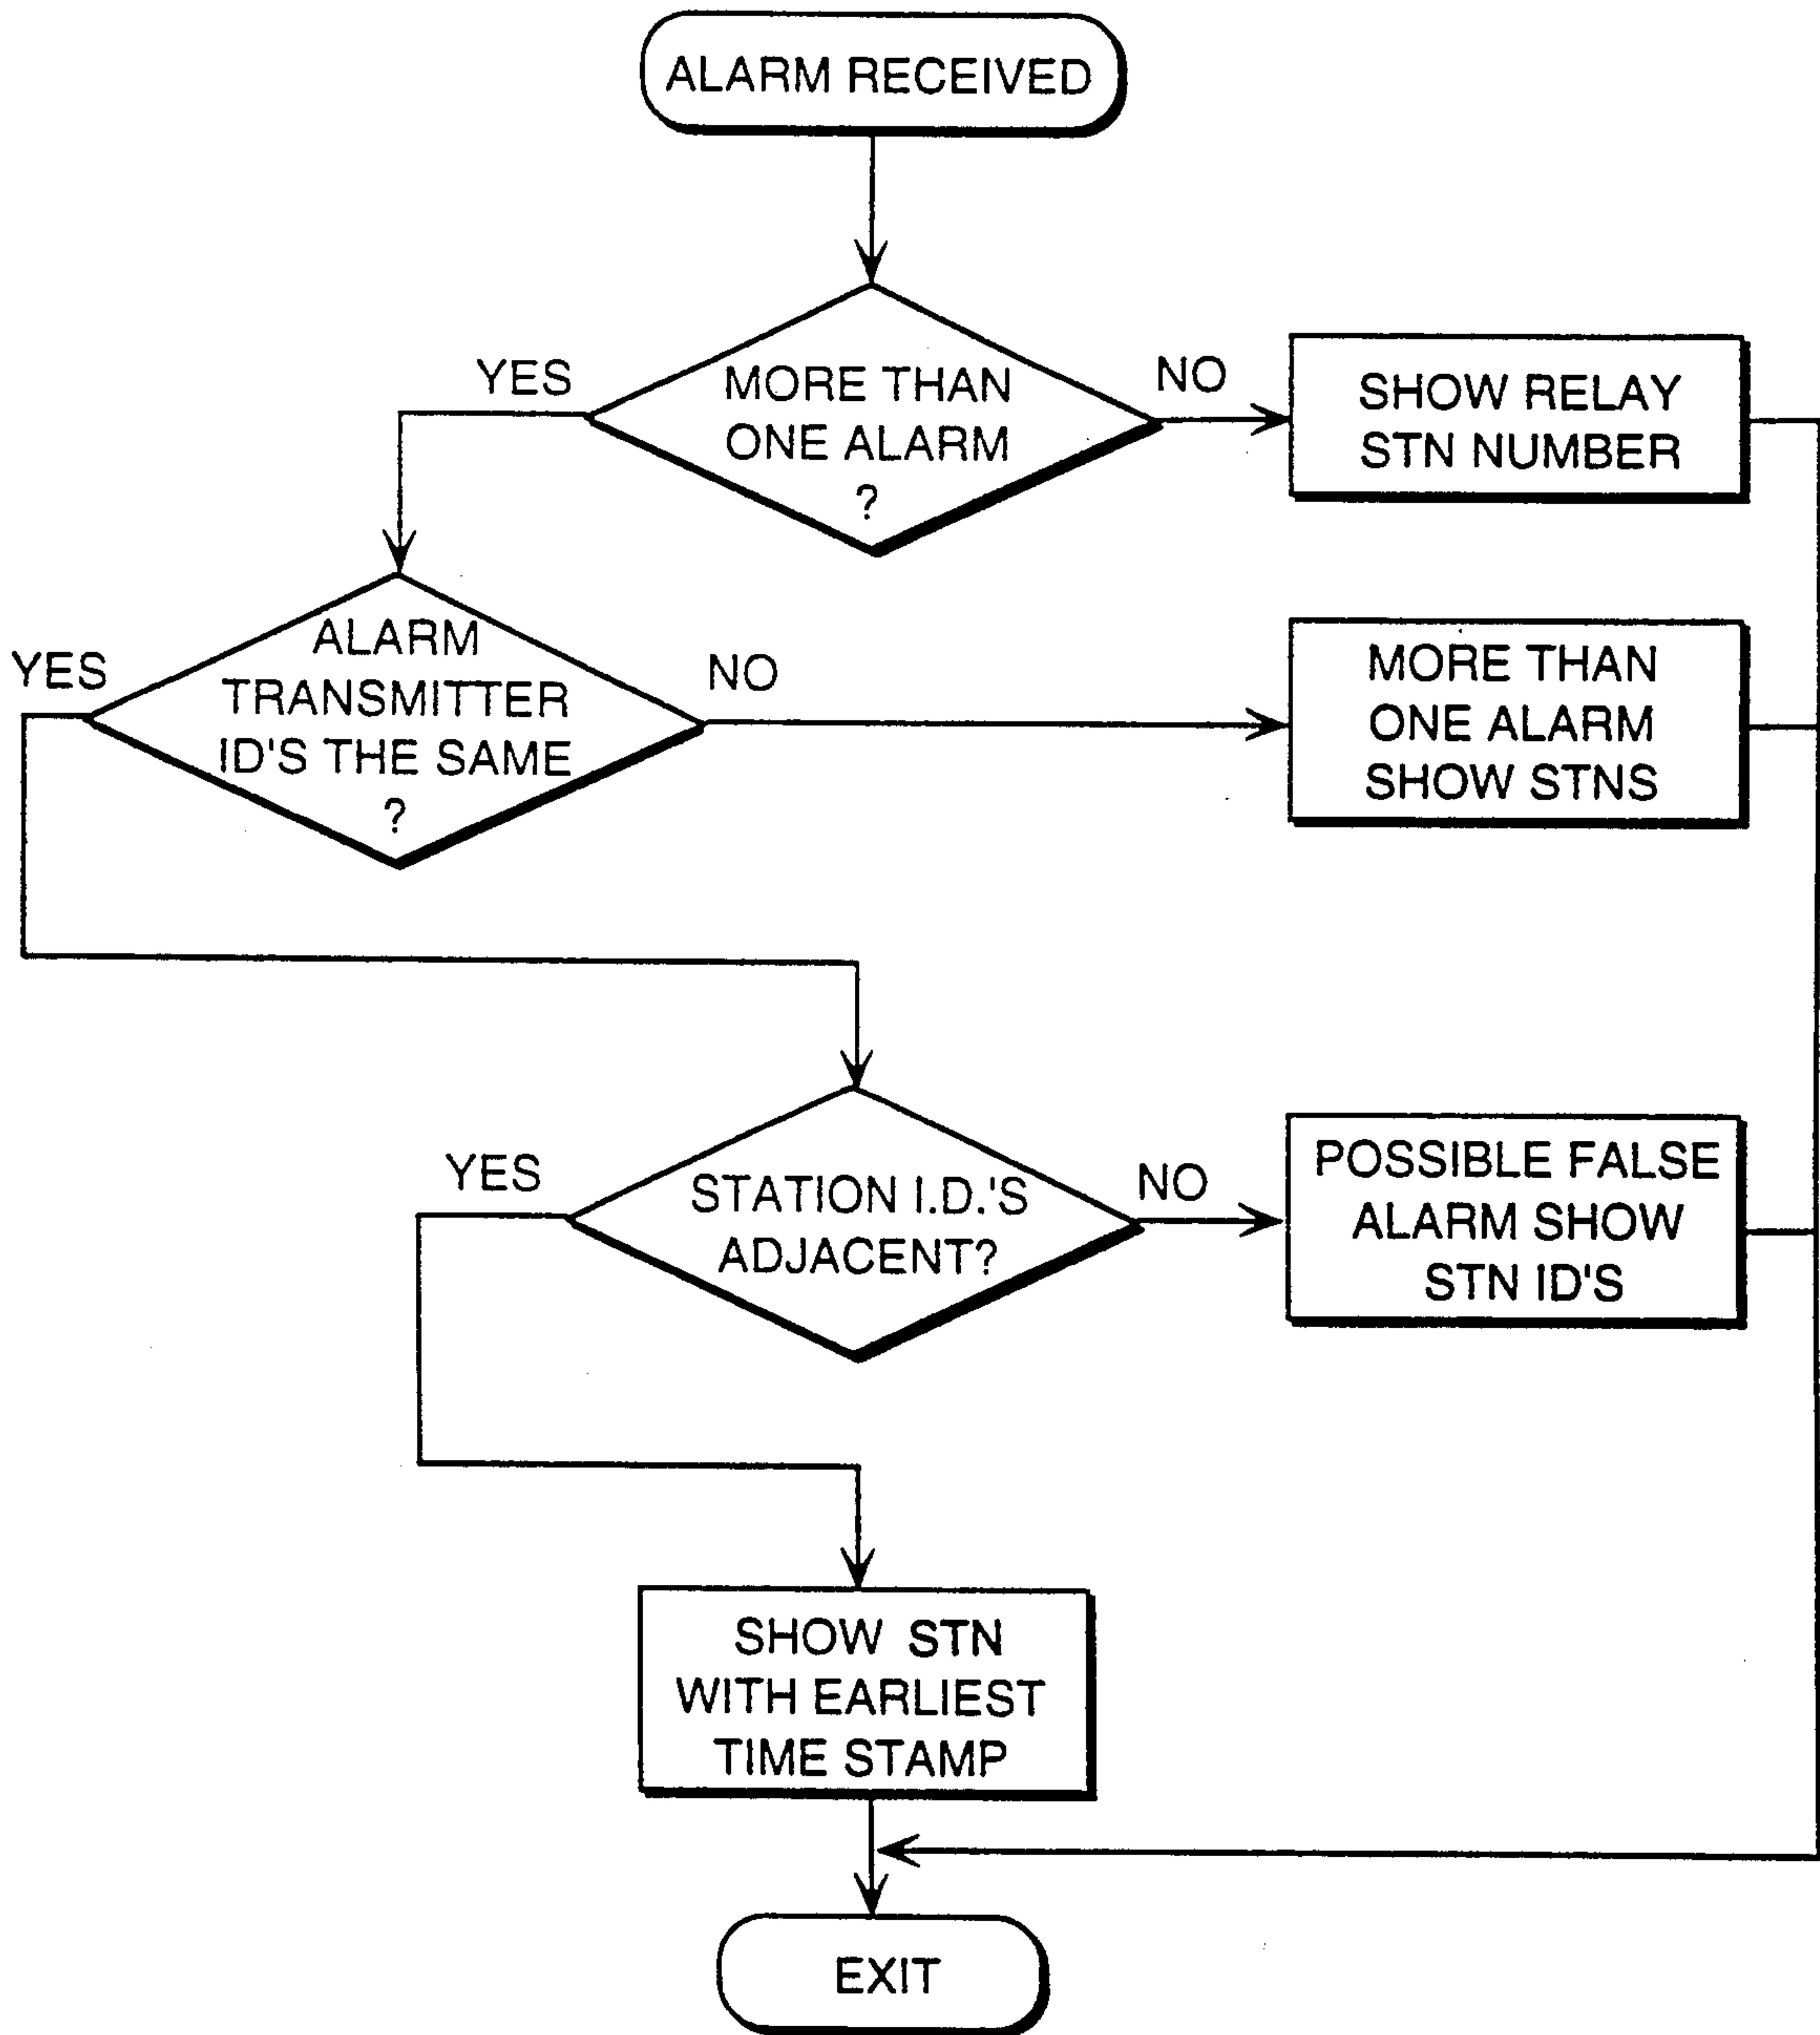 ALARM RECEIVED
YES
MORE THAN
ONE ALARM
?
NO
SHOW RELAY
STN NUMBER
YES
ALARM
TRANSMITTER
ID'S THE SAME
?
NO
MORE THAN
ONE ALARM
SHOW STNS
YES
STATION I.D.'S
ADJACENT?
NO
POSSIBLE FALSE
ALARM SHOW
STN ID'S
SHOW STN
WITH EARLIEST
TIME STAMP
EXIT